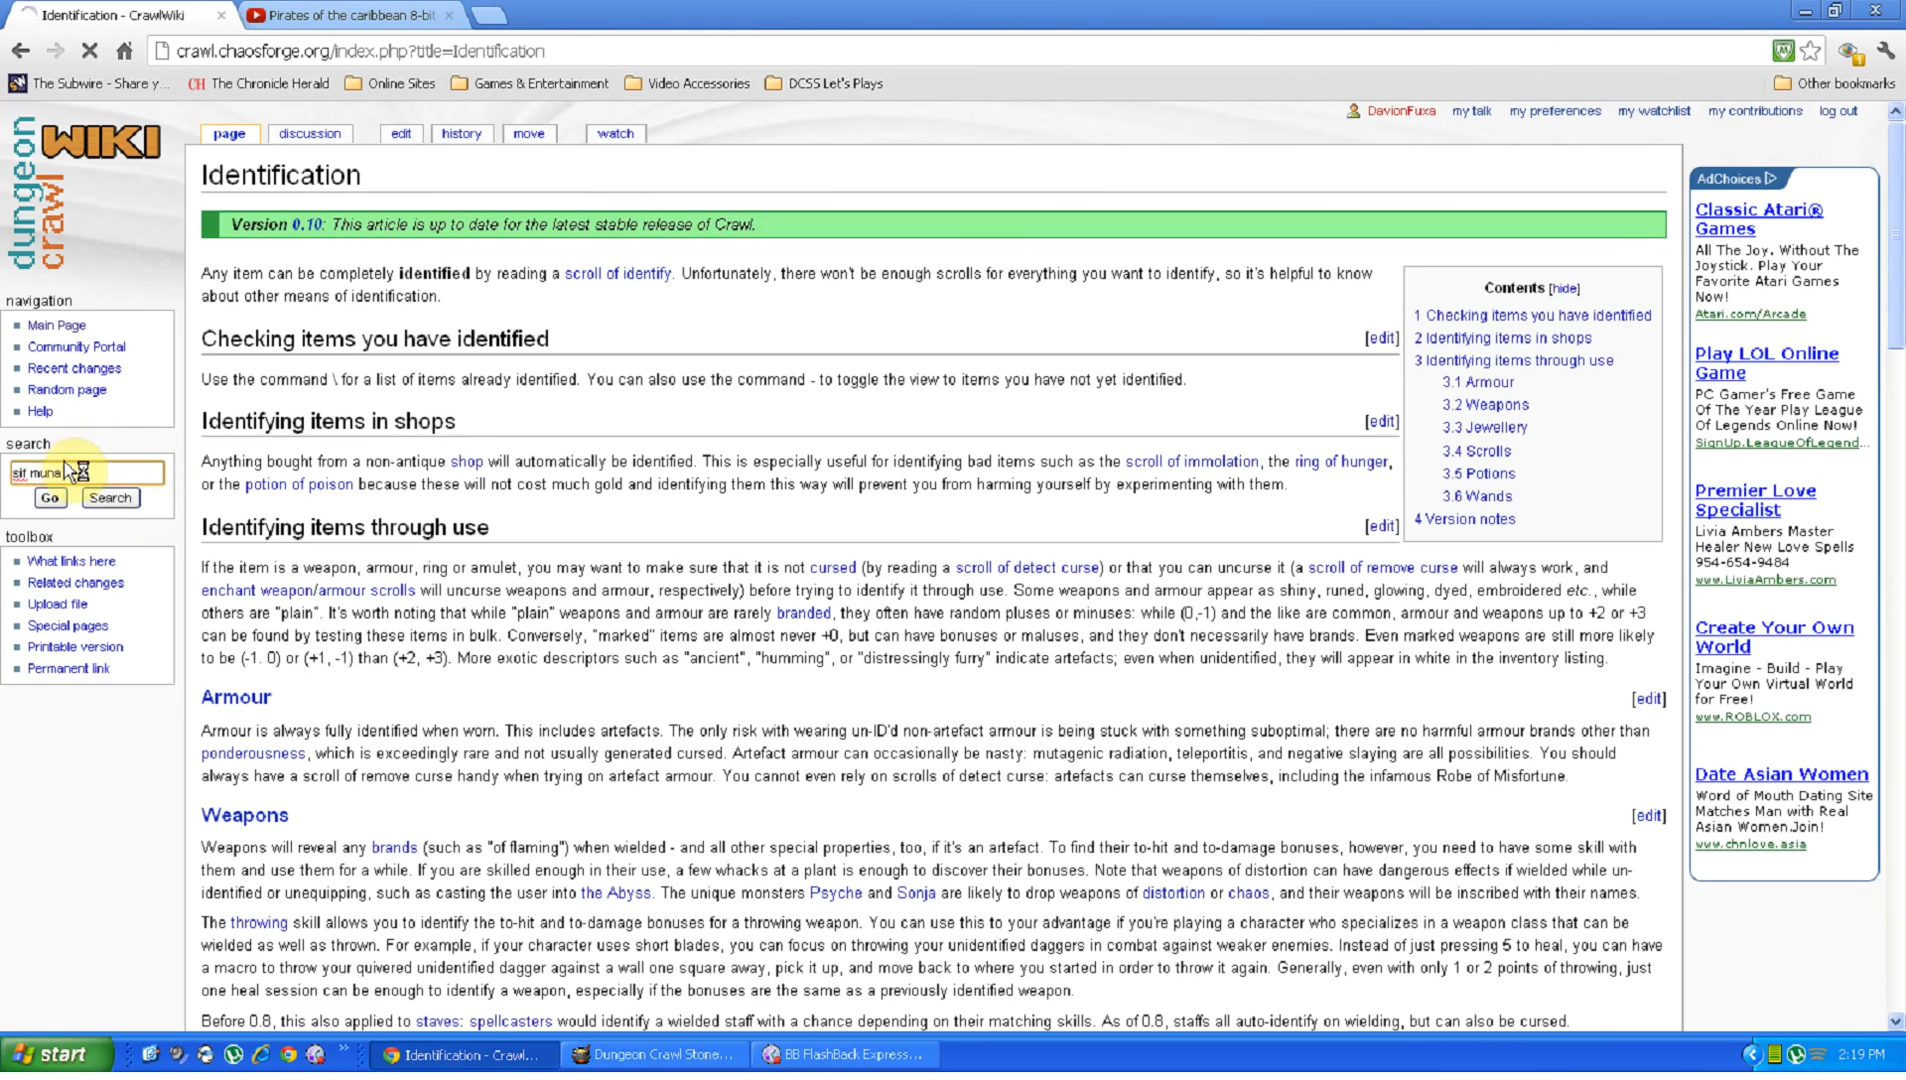 Identification - CrawlWiki
Pirates of the caribbean 8-bit
crawl.chaosforge.org/index.php?title=Identification
The Subwire - Share y...
CH The Chronicle Herald
Online Sites
Games & Entertainment
Video Accessories
DCSS Let's Plays
Other bookmarks
DavionFuxa my talk my preferences my watchlist my contributions log out
dungeon crawl WIKI
page discussion edit history move watch
navigation
Main Page
Community Portal
Recent changes
Random page
Help
search
sif muna
Go Search
toolbox
What links here
Related changes
Upload file
Special pages
Printable version
Permanent link
Identification
Version 0.10: This article is up to date for the latest stable release of Crawl.
Any item can be completely identified by reading a scroll of identify. Unfortunately, there won't be enough scrolls for everything you want to identify, so it's helpful to know
about other means of identification.
Contents [hide]
1 Checking items you have identified
2 Identifying items in shops
3 Identifying items through use
3.1 Armour
3.2 Weapons
3.3 Jewellery
3.4 Scrolls
3.5 Potions
3.6 Wands
4 Version notes
Checking items you have identified [edit]
Use the command \ for a list of items already identified. You can also use the command - to toggle the view to items you have not yet identified.
Identifying items in shops [edit]
Anything bought from a non-antique shop will automatically be identified. This is especially useful for identifying bad items such as the scroll of immolation, the ring of hunger,
or the potion of poison because these will not cost much gold and identifying them this way will prevent you from harming yourself by experimenting with them.
Identifying items through use [edit]
If the item is a weapon, armour, ring or amulet, you may want to make sure that it is not cursed (by reading a scroll of detect curse) or that you can uncurse it (a scroll of remove curse will always work, and
enchant weapon/armour scrolls will uncurse weapons and armour, respectively) before trying to identify it through use. Some weapons and armour appear as shiny, runed, glowing, dyed, embroidered etc., while
others are "plain". It's worth noting that while "plain" weapons and armour are rarely branded, they often have random pluses or minuses: while (0,-1) and the like are common, armour and weapons up to +2 or +3
can be found by testing these items in bulk. Conversely, "marked" items are almost never +0, but can have bonuses or maluses, and they don't necessarily have brands. Even marked weapons are still more likely
to be (-1. 0) or (+1, -1) than (+2, +3). More exotic descriptors such as "ancient", "humming", or "distressingly furry" indicate artefacts; even when unidentified, they will appear in white in the inventory listing.
Armour [edit]
Armour is always fully identified when worn. This includes artefacts. The only risk with wearing un-ID'd non-artefact armour is being stuck with something suboptimal; there are no harmful armour brands other than
ponderousness, which is exceedingly rare and not usually generated cursed. Artefact armour can occasionally be nasty: mutagenic radiation, teleportitis, and negative slaying are all possibilities. You should
always have a scroll of remove curse handy when trying on artefact armour. You cannot even rely on scrolls of detect curse: artefacts can curse themselves, including the infamous Robe of Misfortune.
Weapons [edit]
Weapons will reveal any brands (such as "of flaming") when wielded - and all other special properties, too, if it's an artefact. To find their to-hit and to-damage bonuses, however, you need to have some skill with
them and use them for a while. If you are skilled enough in their use, a few whacks at a plant is enough to discover their bonuses. Note that weapons of distortion can have dangerous effects if wielded while un-
identified or unequipping, such as casting the user into the Abyss. The unique monsters Psyche and Sonja are likely to drop weapons of distortion or chaos, and their weapons will be inscribed with their names.
The throwing skill allows you to identify the to-hit and to-damage bonuses for a throwing weapon. You can use this to your advantage if you're playing a character who specializes in a weapon class that can be
wielded as well as thrown. For example, if your character uses short blades, you can focus on throwing your unidentified daggers in combat against weaker enemies. Instead of just pressing 5 to heal, you can have
a macro to throw your quivered unidentified dagger against a wall one square away, pick it up, and move back to where you started in order to throw it again. Generally, even with only 1 or 2 points of throwing, just
one heal session can be enough to identify a weapon, especially if the bonuses are the same as a previously identified weapon.
Before 0.8, this also applied to staves: spellcasters would identify a wielded staff with a chance depending on their matching skills. As of 0.8, staffs all auto-identify on wielding, but can also be cursed.
AdChoices
Classic Atari®
Games
All The Joy. Without The
Joystick. Play Your
Favorite Atari Games
Now!
Atari.com/Arcade
Play LOL Online
Game
PC Gamer's Free Game
Of The Year Play League
Of Legends Online Now!
SignUp.LeagueOfLegend...
Premier Love
Specialist
Livia Ambers Master
Healer New Love Spells
954-654-9484
www.LiviaAmbers.com
Create Your Own
World
Imagine - Build - Play
Your Own Virtual World
for Free!
www.ROBLOX.com
Date Asian Women
Word of Mouth Dating Site
Matches Man with Real
Asian Women.Join!
www.chnlove.asia
start
Identification - Crawl...
Dungeon Crawl Stone...
BB FlashBack Express...
2:19 PM